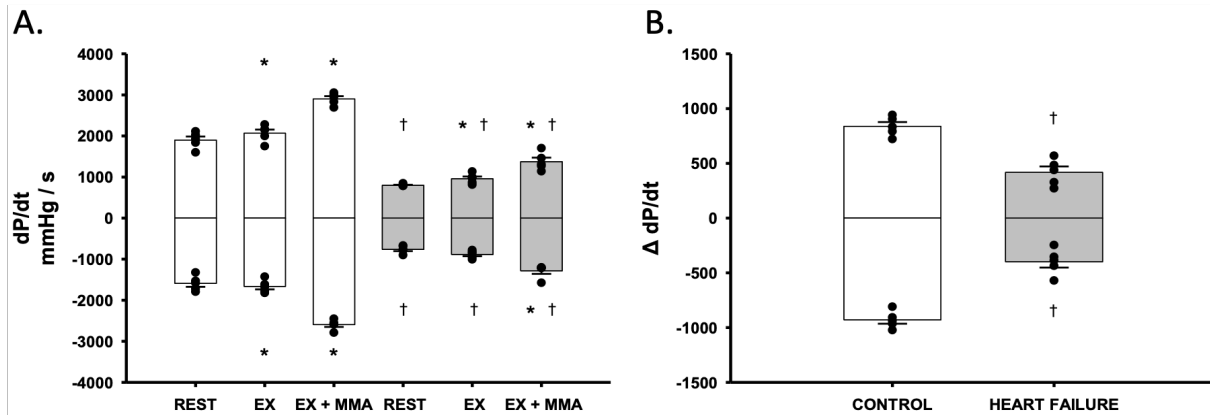 A.
B.
dP/dt
mmHg / s
4000
3000
2000
1000
0
-1000
-2000
-3000
-4000
* * † * † * †
* * † † * †
REST EX EX + MMA REST EX EX + MMA
Δ dP/dt
1500
1000
500
0
-500
-1000
-1500
†
†
CONTROL HEART FAILURE